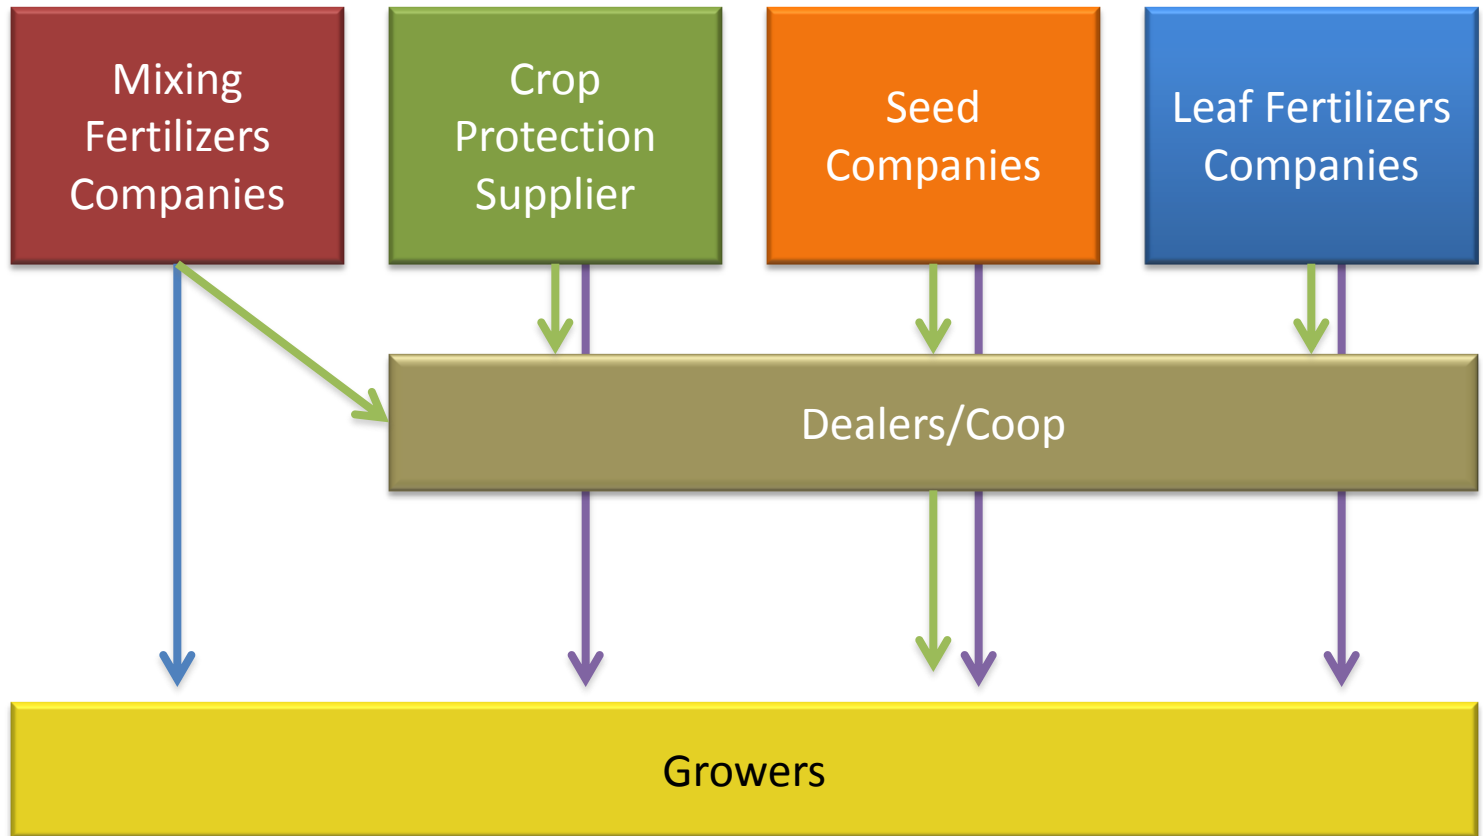 Mixing
Fertilizers
Companies
Crop
Protection
Supplier
Seed
Companies
Leaf Fertilizers
Companies
Dealers/Coop
Growers